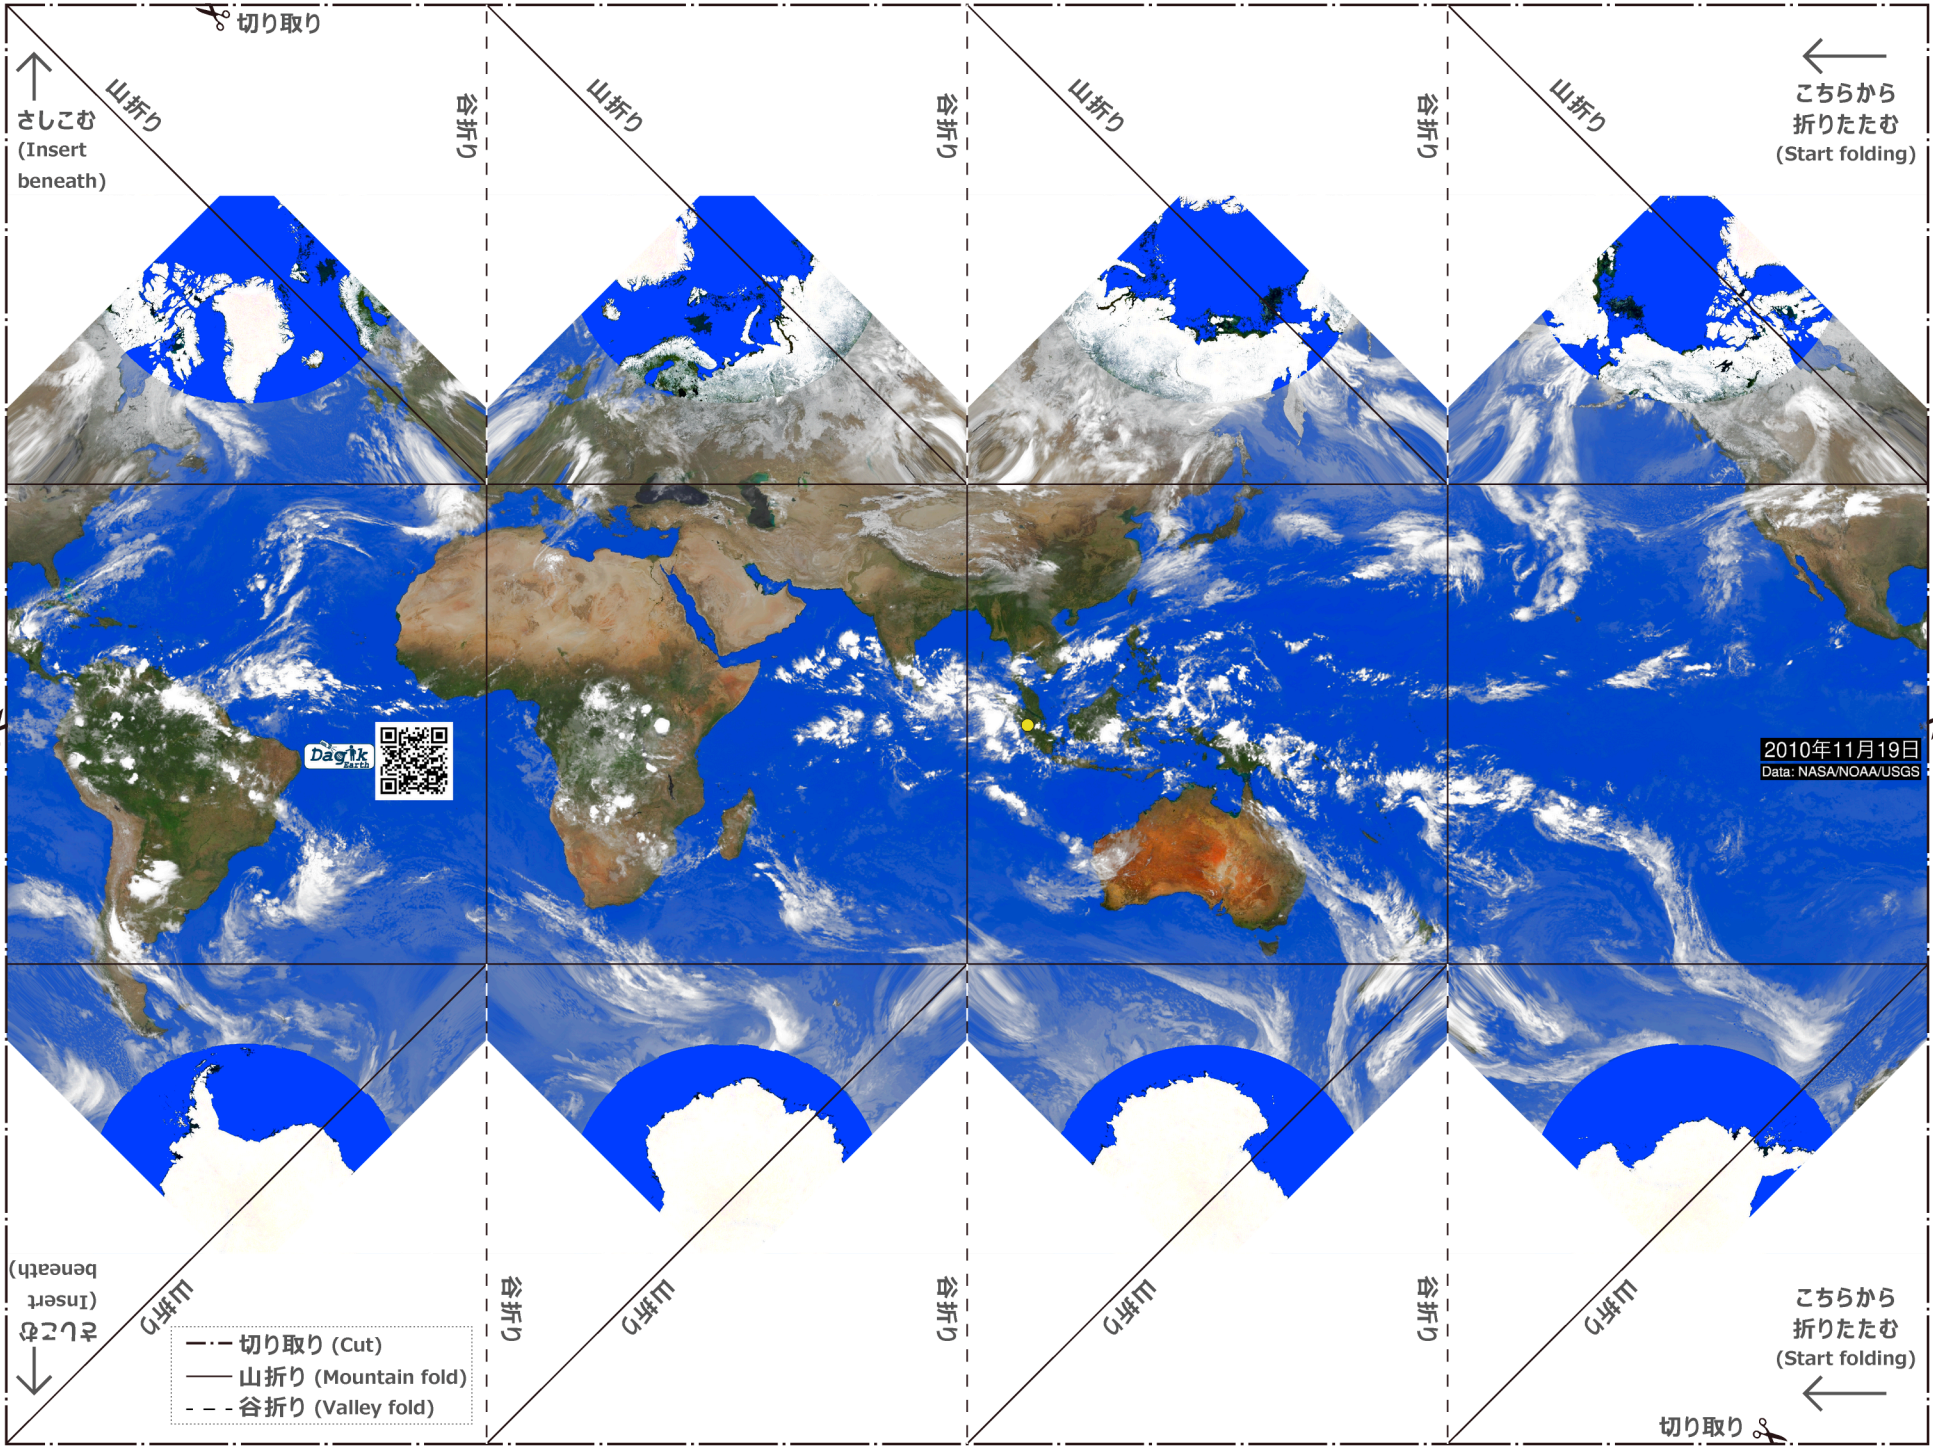 切り取り
山折り
谷折り
山折り
谷折り
山折り
谷折り
山折り
さしこむ
(Insert
beneath)
こちらから
折りたたむ
(Start folding)
Dagik
Earth
2010年11月19日
Data: NASA/NOAA/USGS
さしこむ
(Insert
beneath)
山折り
谷折り
山折り
谷折り
山折り
谷折り
山折り
こちらから
折りたたむ
(Start folding)
切り取り (Cut)
山折り (Mountain fold)
谷折り (Valley fold)
切り取り